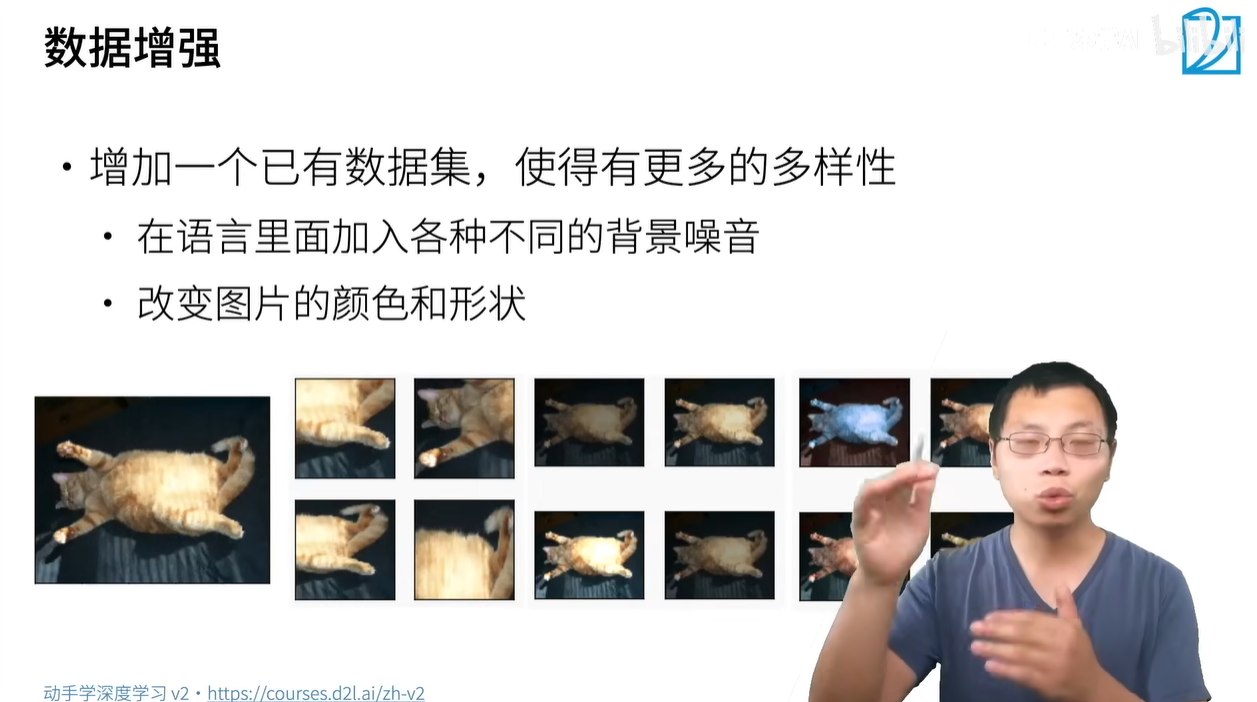 数据增强
• 增加一个已有数据集，使得有更多的多样性
• 在语言里面加入各种不同的背景噪音
• 改变图片的颜色和形状
动手学深度学习 v2 • https://courses.d2l.ai/zh-v2